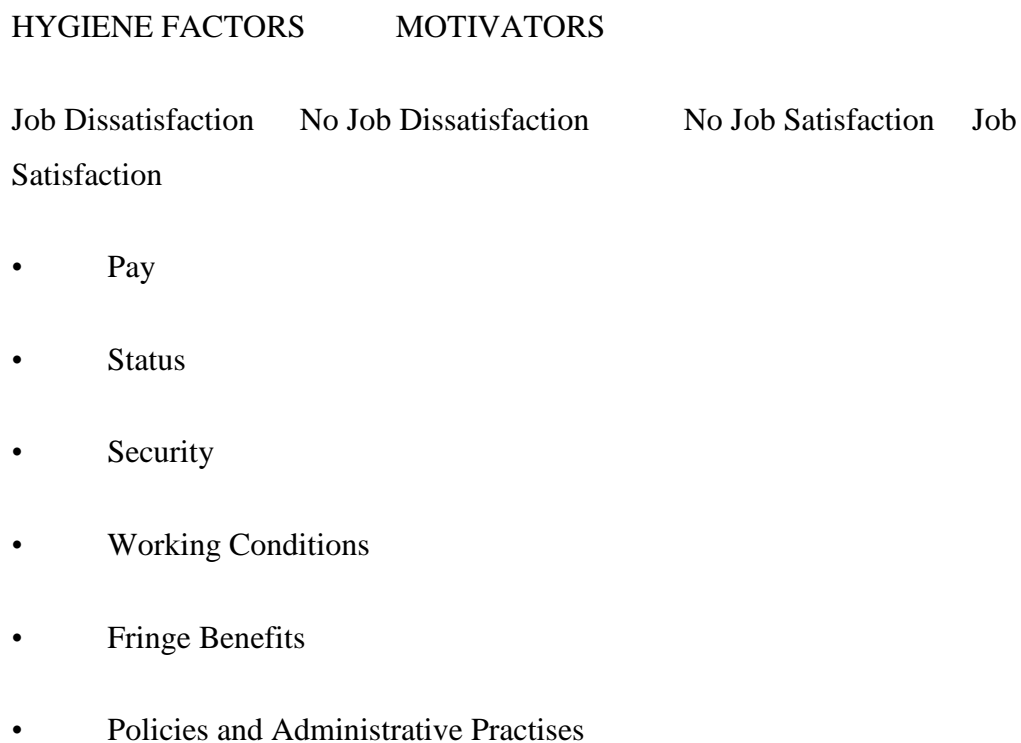 HYGIENE FACTORS MOTIVATORS
Job Dissatisfaction No Job Dissatisfaction No Job Satisfaction Job
Satisfaction
• Pay
• Status
• Security
• Working Conditions
• Fringe Benefits
• Policies and Administrative Practises